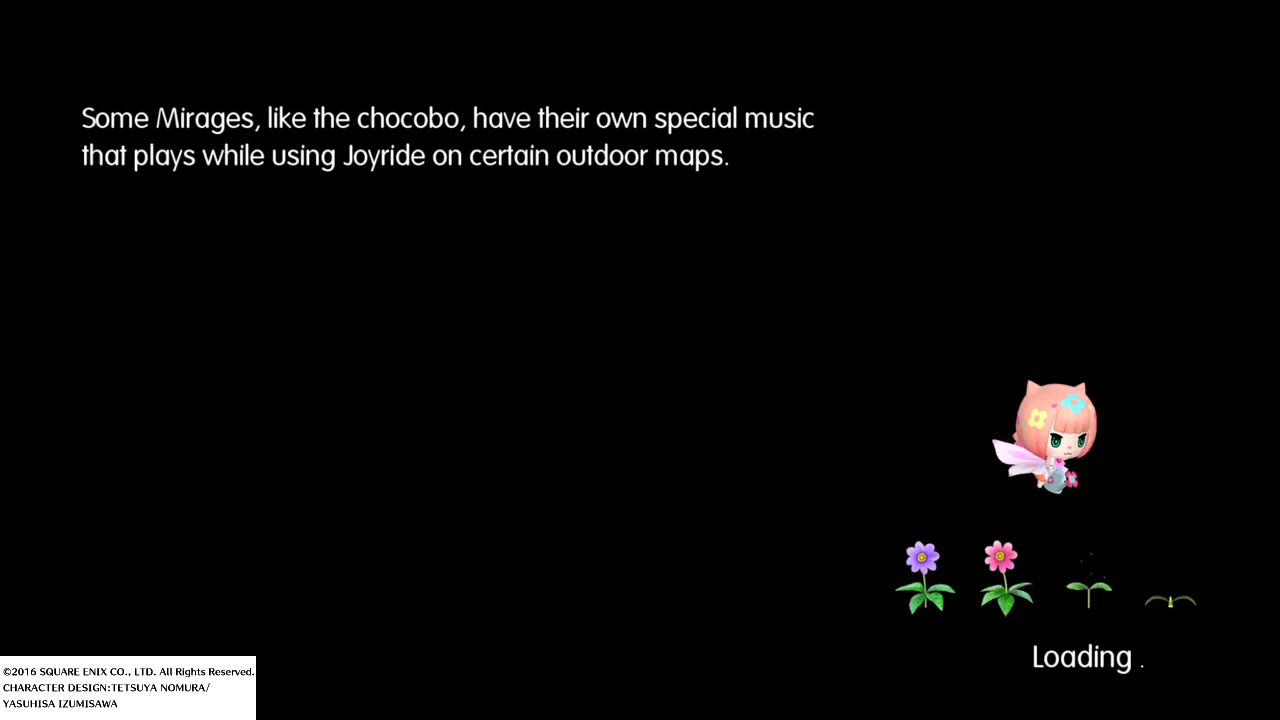 Some Mirages, like the chocobo, have their own special music
that plays while using Joyride on certain outdoor maps.
Loading .
©2016 SQUARE ENIX CO., LTD. All Rights Reserved.
CHARACTER DESIGN:TETSUYA NOMURA/
YASUHISA IZUMISAWA